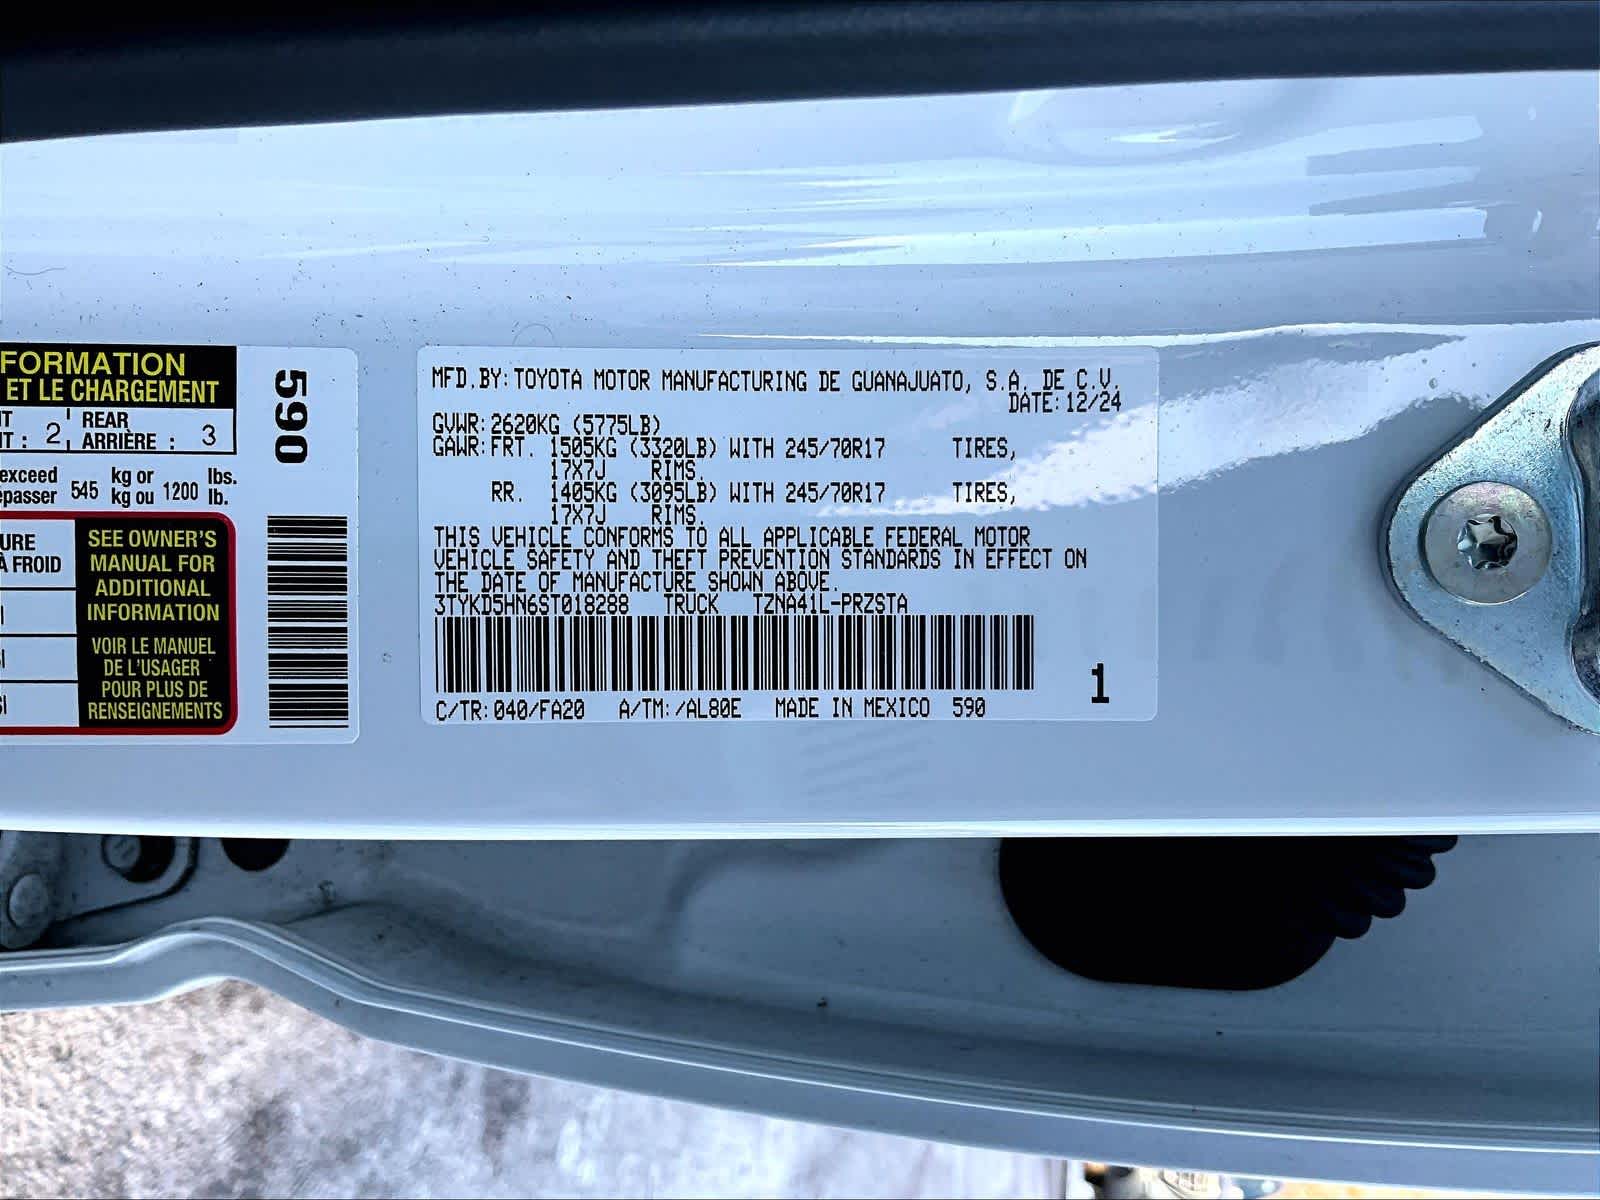 FORMATION
ET LE CHARGEMENT
2 REAR
ARRIÈRE : 3
exceed kg or lbs.
545 kg ou 1200 lb.
SEE OWNER'S
MANUAL FOR
ADDITIONAL
INFORMATION
À FROID
VOIR LE MANUEL
DE L'USAGER
POUR PLUS DE
RENSEIGNEMENTS
590
MFD.BY:TOYOTA MOTOR MANUFACTURING DE GUANAJUATO, S.A. DE C.V.
DATE:12/24
GVWR:2620KG (5775LB)
GAWR:FRT. 1505KG (3320LB) WITH 245/70R17 TIRES,
17X7J RIMS.
RR. 1405KG (3095LB) WITH 245/70R17 TIRES,
17X7J RIMS.
THIS VEHICLE CONFORMS TO ALL APPLICABLE FEDERAL MOTOR
VEHICLE SAFETY AND THEFT PREVENTION STANDARDS IN EFFECT ON
THE DATE OF MANUFACTURE SHOWN ABOVE.
3TYKD5HN6ST018288 TRUCK TZNA41L-PRZSTA
C/TR:040/FA20 A/TM:/AL80E MADE IN MEXICO 590
1